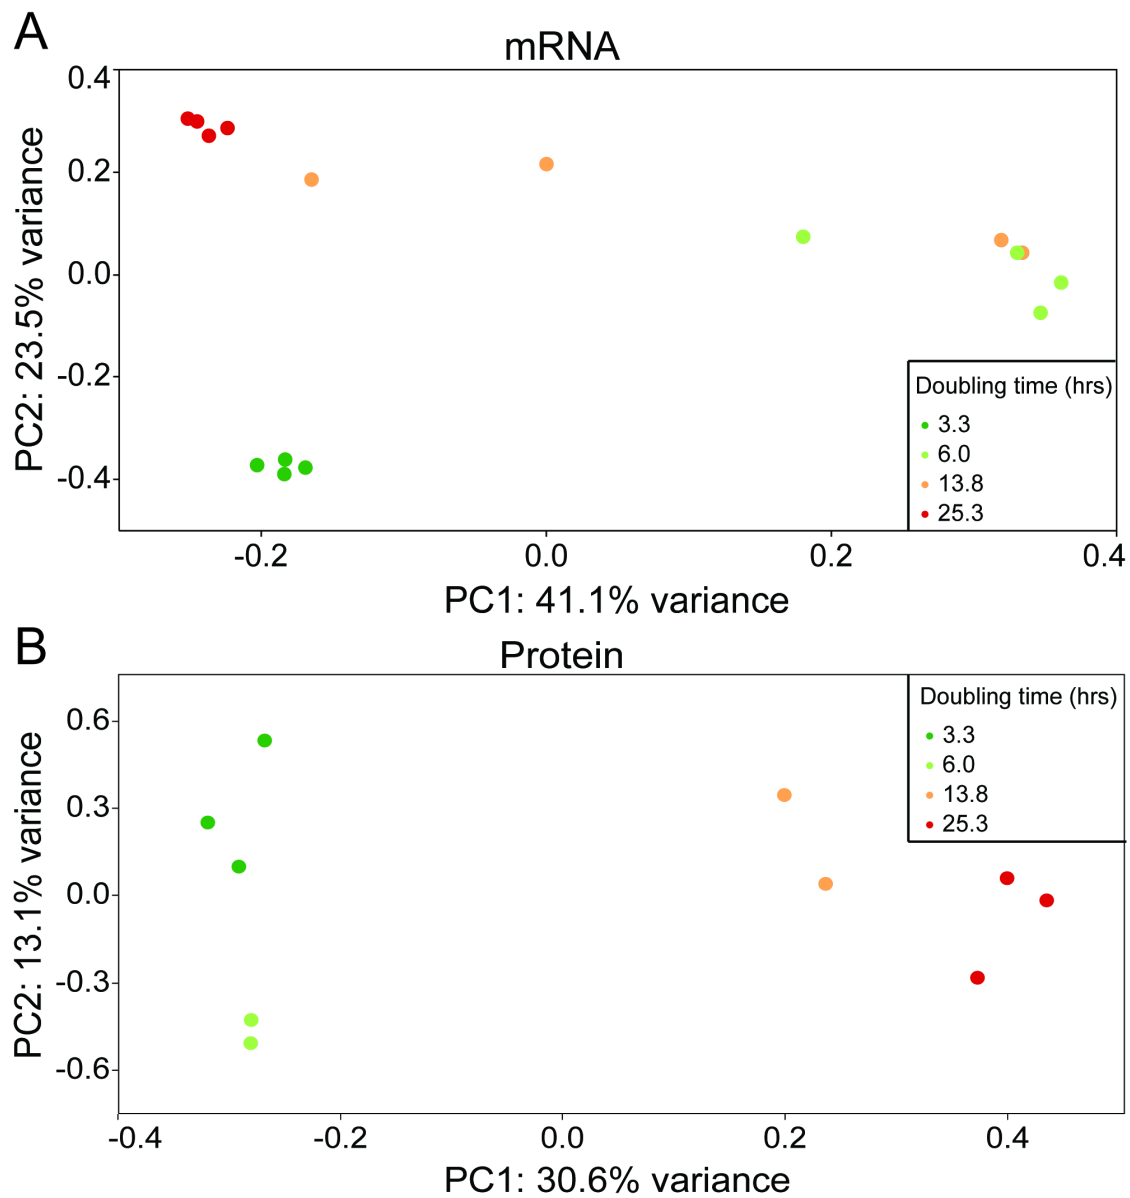 A
mRNA
PC2: 23.5% variance
0.4
0.2
0.0
-0.2
-0.4
Doubling time (hrs)
3.3
6.0
13.8
25.3
-0.2
0.0
0.2
0.4
PC1: 41.1% variance
B
Protein
PC2: 13.1% variance
0.6
0.3
0.0
-0.3
-0.6
Doubling time (hrs)
3.3
6.0
13.8
25.3
-0.4
-0.2
0.0
0.2
0.4
PC1: 30.6% variance